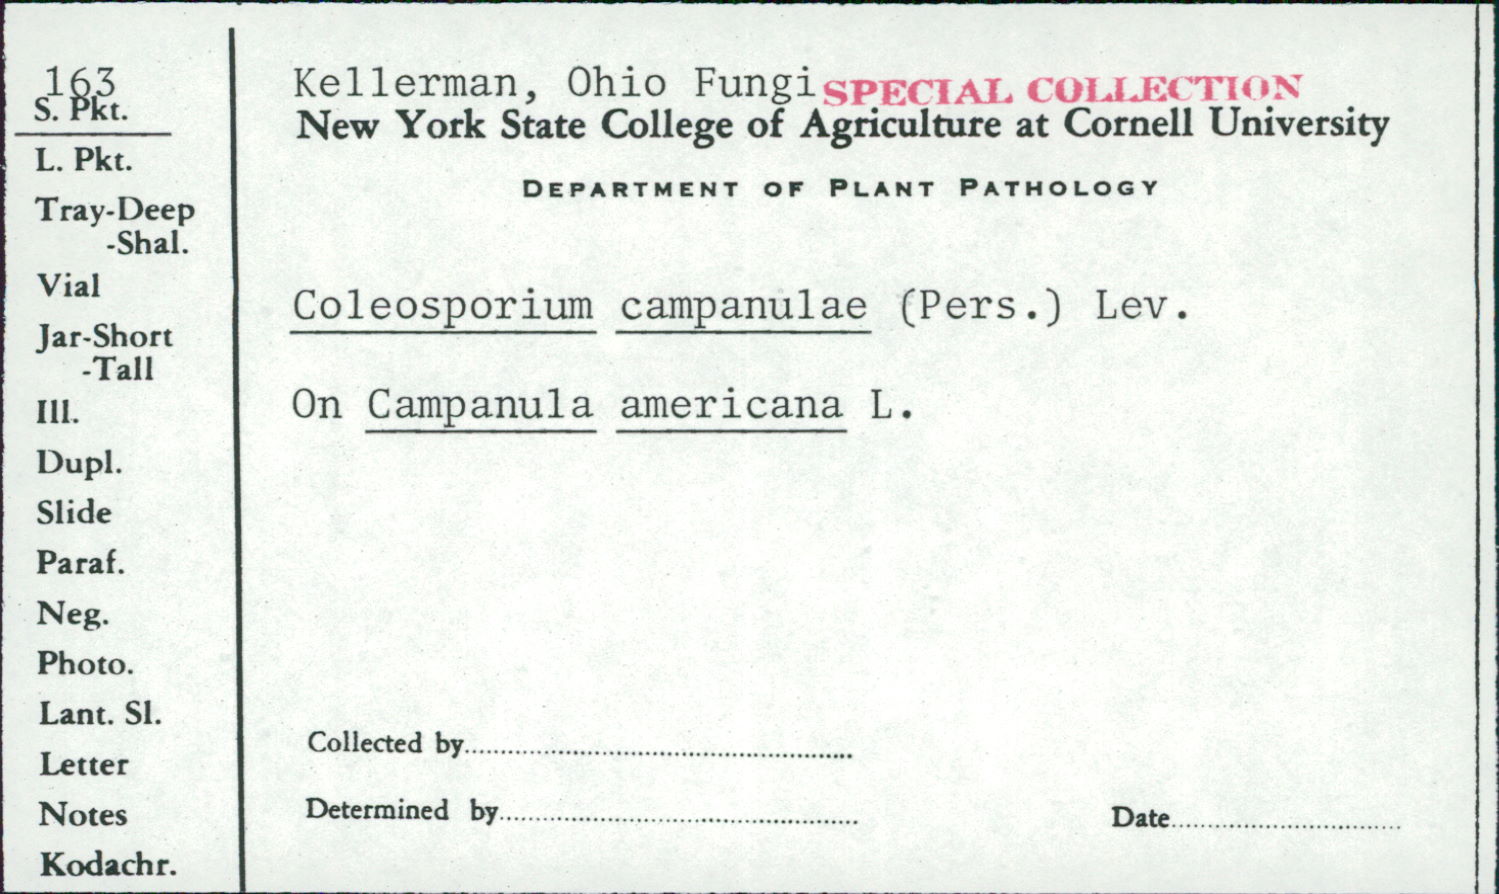 163
S. Pkt.
L. Pkt.
Tray-Deep
-Shal.
Vial
Jar-Short
-Tall
Ill.
Dupl.
Slide
Paraf.
Neg.
Photo.
Lant. Sl.
Letter
Notes
Kodachr.
Kellerman, Ohio Fungi SPECIAL COLLECTION
New York State College of Agriculture at Cornell University
DEPARTMENT OF PLANT PATHOLOGY
Coleosporium campanulae (Pers.) Lev.
On Campanula americana L.
Collected by
Determined by
Date